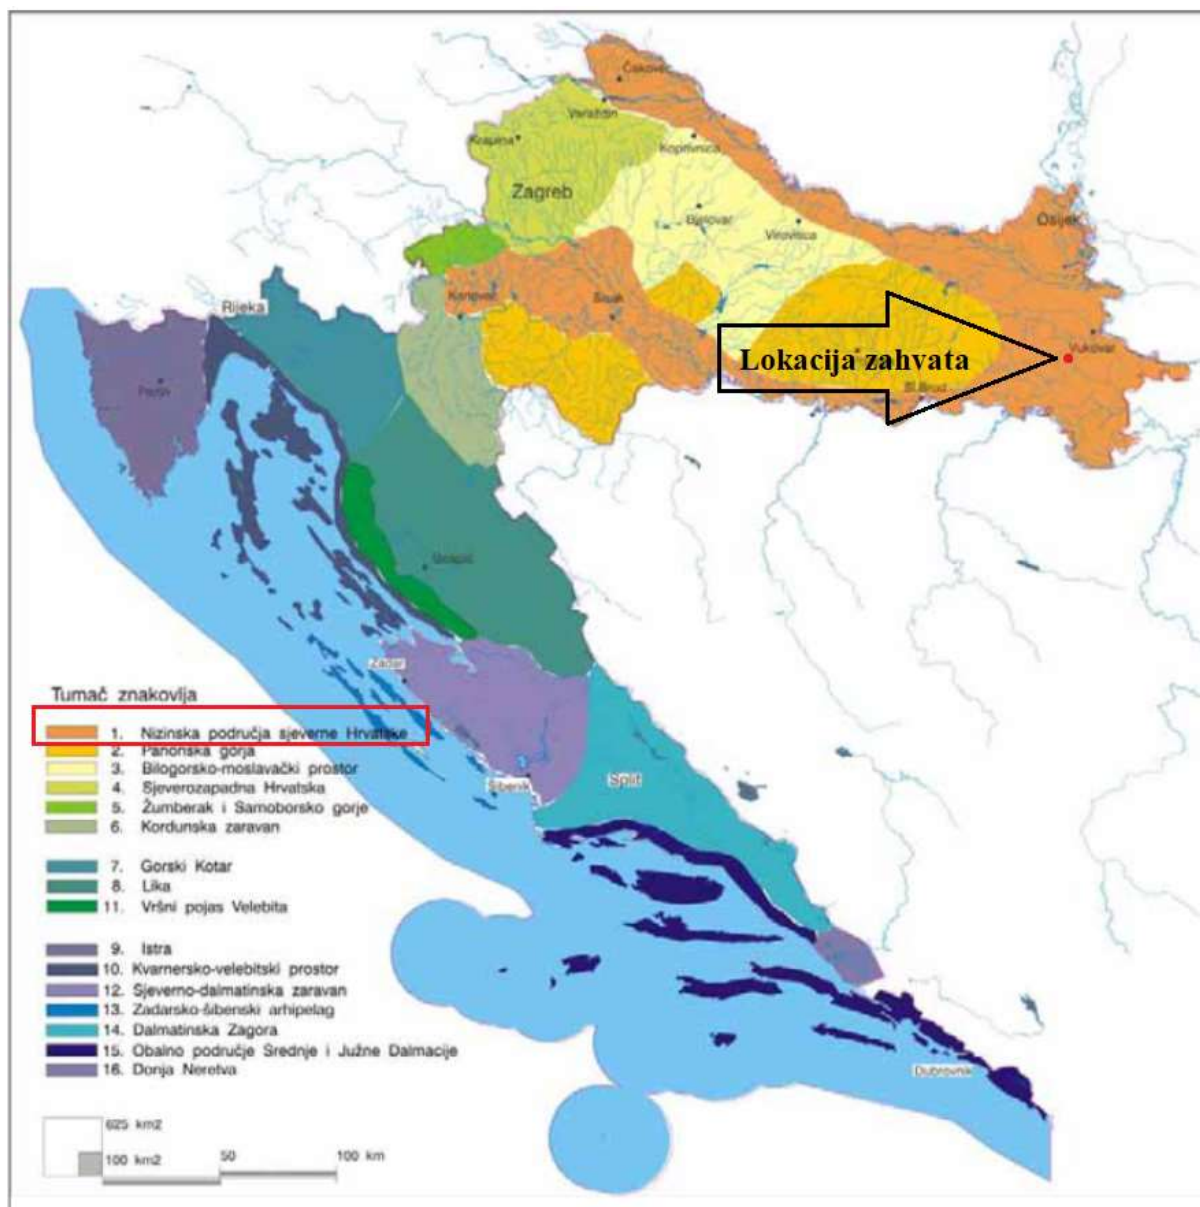 Čakovec
Varaždin
Krapina
Koprivnica
Zagreb
Bjelovar
Virovitica
Osijek
Rijeka
Karlovac
Sisak
Vukovar
Lokacija zahvata
Sl.Brod
Pazin
Gospić
Zadar
Tumač znakovlja
1. Nizinska područja sjeverne Hrvatske
2. Panonska gorja
3. Bilogorsko-moslavački prostor
4. Sjeverozapadna Hrvatska
5. Žumberak i Samoborsko gorje
6. Kordunska zaravan
Šibenik
Split
7. Gorski Kotar
8. Lika
11. Vršni pojas Velebita
9. Istra
10. Kvarnersko-velebitski prostor
12. Sjeverno-dalmatinska zaravan
13. Zadarsko-šibenski arhipelag
14. Dalmatinska Zagora
15. Obalno područje Srednje i Južne Dalmacije
16. Donja Neretva
Dubrovnik
625 km2
100 km2
50
100 km